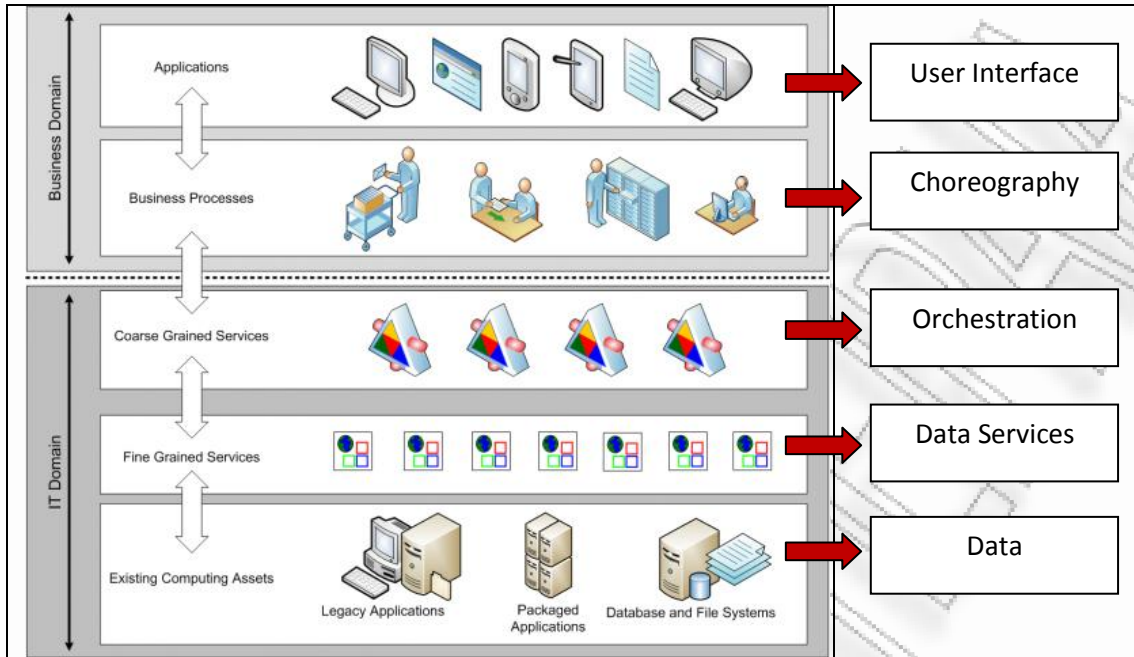 Business Domain
Applications
User Interface
Business Processes
Choreography
IT Domain
Coarse Grained Services
Orchestration
Fine Grained Services
Data Services
Existing Computing Assets
Legacy Applications
Packaged
Applications
Database and File Systems
Data